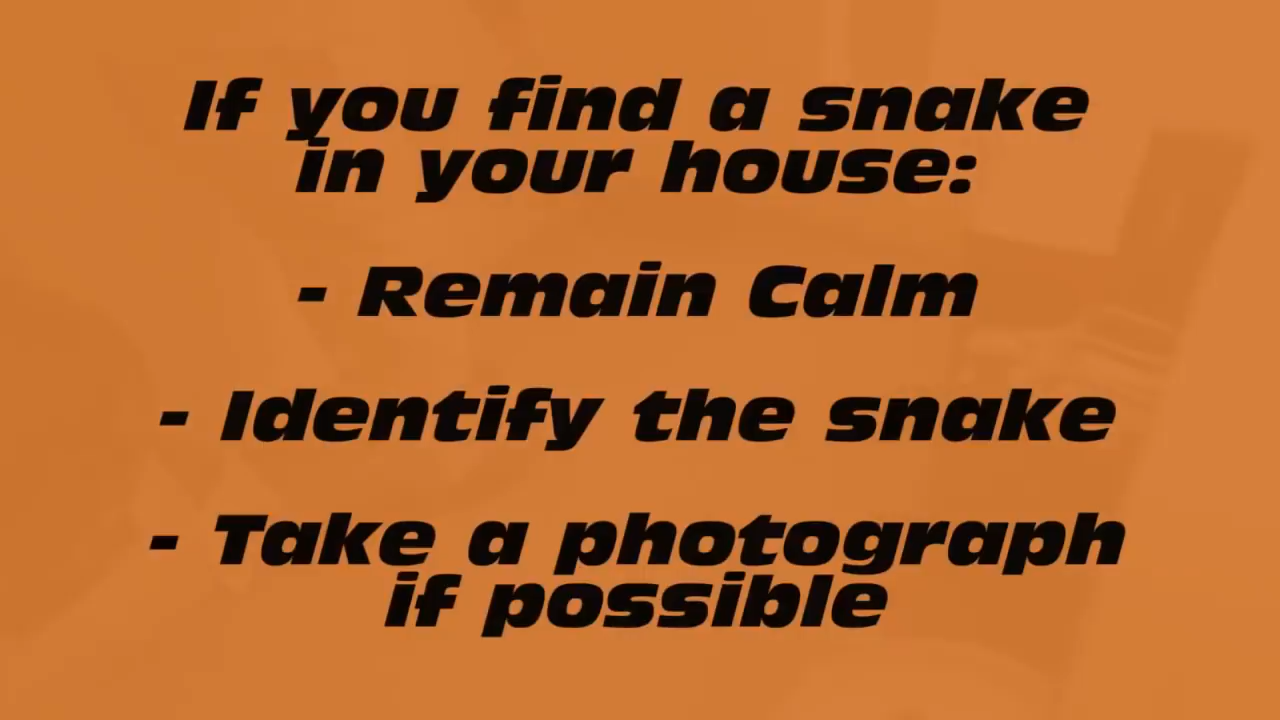 If you find a snake
in your house:
- Remain Calm
- Identify the snake
- Take a photograph
if possible